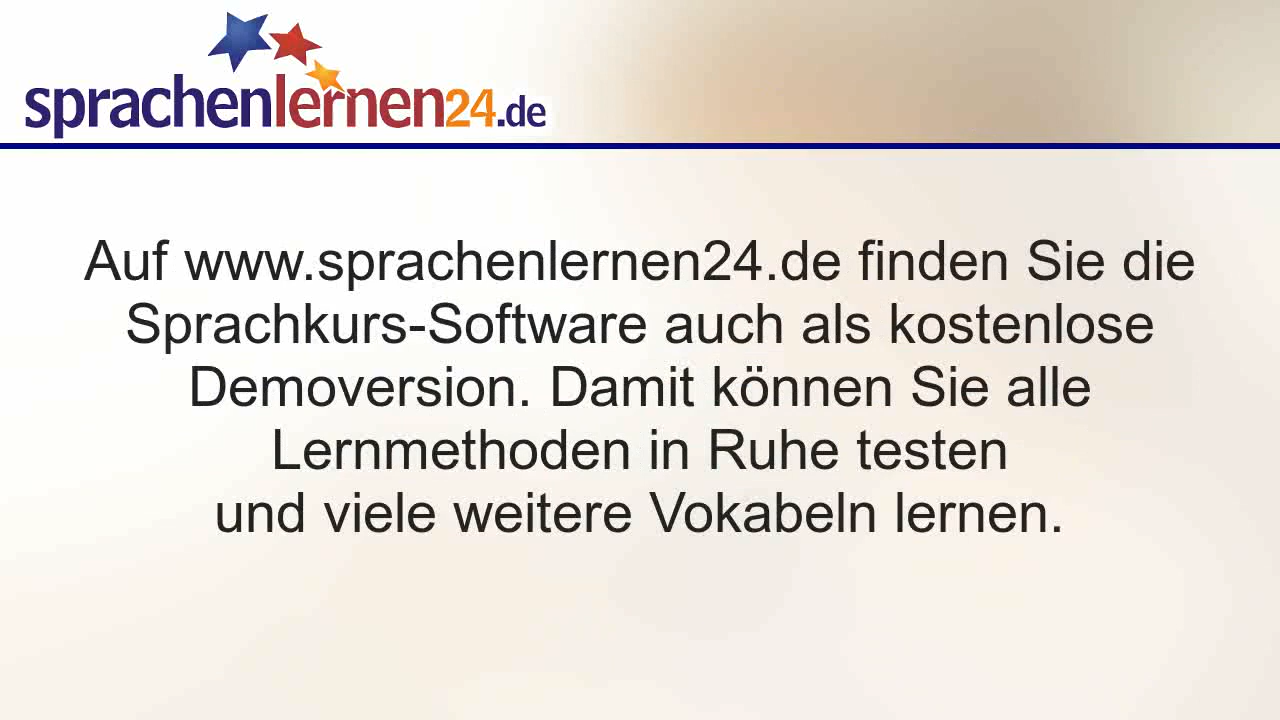 sprachenlernen24.de
Auf www.sprachenlernen24.de finden Sie die
Sprachkurs-Software auch als kostenlose
Demoversion. Damit können Sie alle
Lernmethoden in Ruhe testen
und viele weitere Vokabeln lernen.